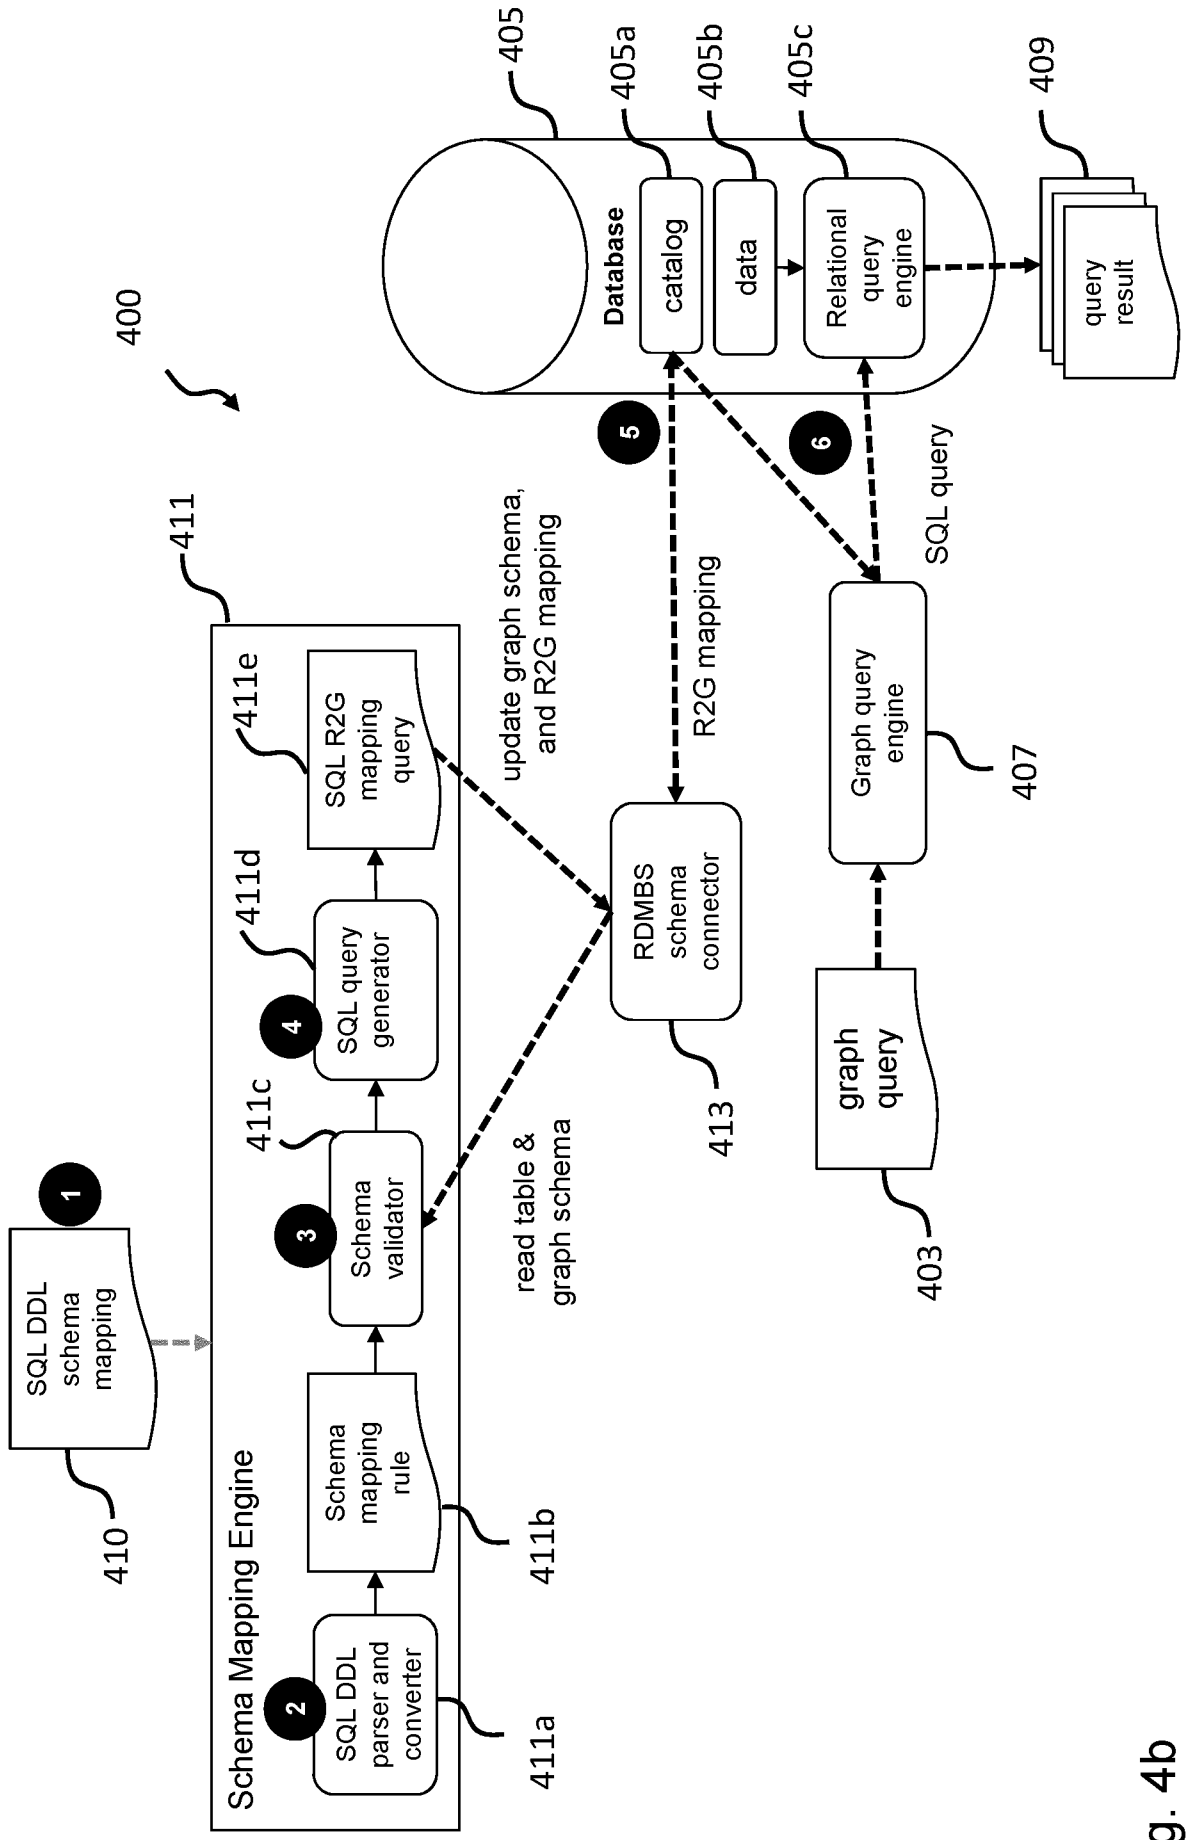 400
SQL DDL
schema
mapping
1
410
411
Schema Mapping Engine
2
SQL DDL
parser and
converter
411a
Schema
mapping
rule
411b
3
Schema
validator
411c
4
SQL query
generator
411d
SQL R2G
mapping
query
411e
read table &
graph schema
update graph schema,
and R2G mapping
RDMBS
schema
connector
413
R2G mapping
5
Database
405
catalog
405a
data
405b
Relational
query
engine
405c
6
SQL query
graph
query
403
Graph query
engine
407
query
result
409
g. 4b